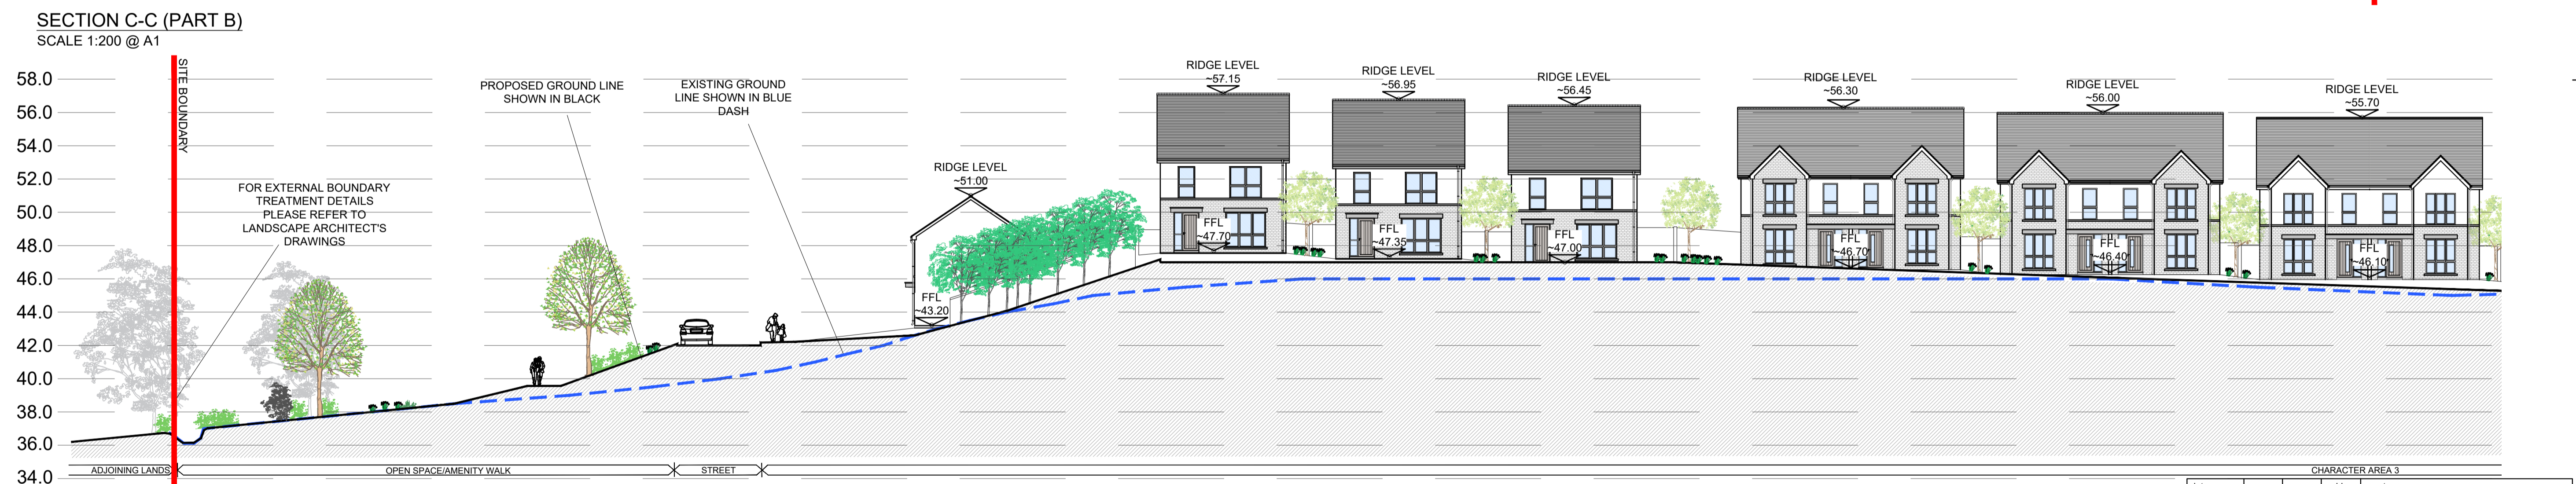 SECTION C-C (PART B)
SCALE 1:200 @ A1
58.0
56.0
54.0
52.0
50.0
48.0
46.0
44.0
42.0
40.0
38.0
36.0
34.0
SITE BOUNDARY
FOR EXTERNAL BOUNDARY
TREATMENT DETAILS
PLEASE REFER TO
LANDSCAPE ARCHITECT'S
DRAWINGS
PROPOSED GROUND LINE
SHOWN IN BLACK
EXISTING GROUND
LINE SHOWN IN BLUE
DASH
RIDGE LEVEL
~51.00
FFL
~43.20
RIDGE LEVEL
~57.15
FFL
~47.70
RIDGE LEVEL
~56.95
FFL
~47.35
RIDGE LEVEL
~56.45
FFL
~47.00
RIDGE LEVEL
~56.30
FFL
~46.70
RIDGE LEVEL
~56.00
FFL
~46.40
RIDGE LEVEL
~55.70
FFL
~46.10
ADJOINING LANDS
OPEN SPACE/AMENITY WALK
STREET
CHARACTER AREA 3